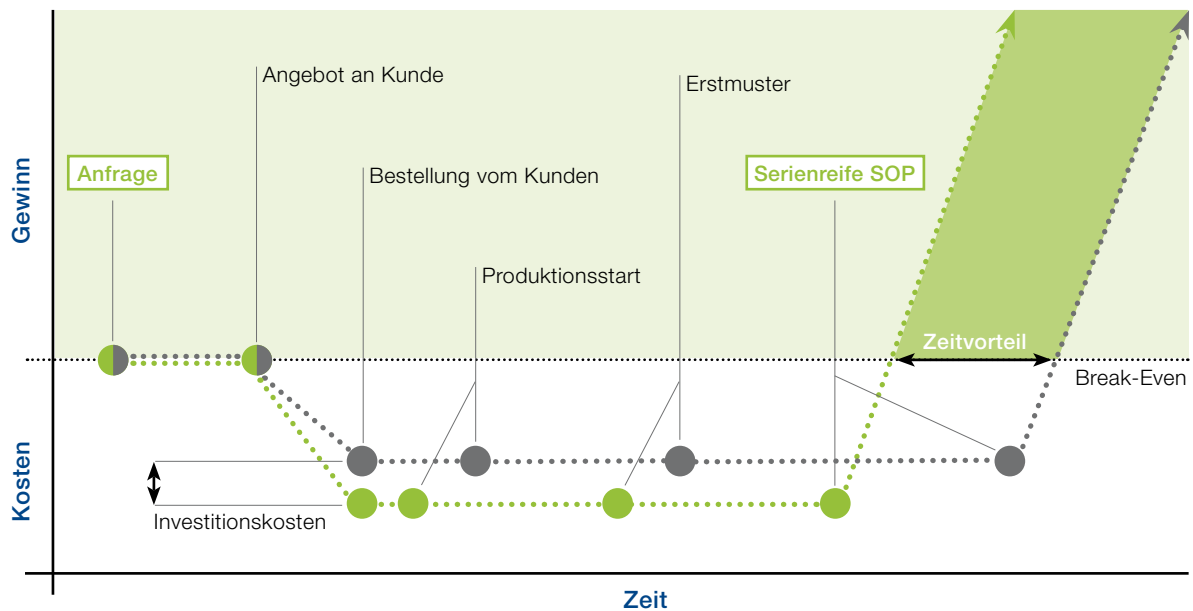 Angebot an Kunde
Erstmuster
Anfrage
Bestellung vom Kunden
Serienreife SOP
Gewinn
Produktionsstart
Zeitvorteil
Break-Even
Kosten
Investitionskosten
Zeit